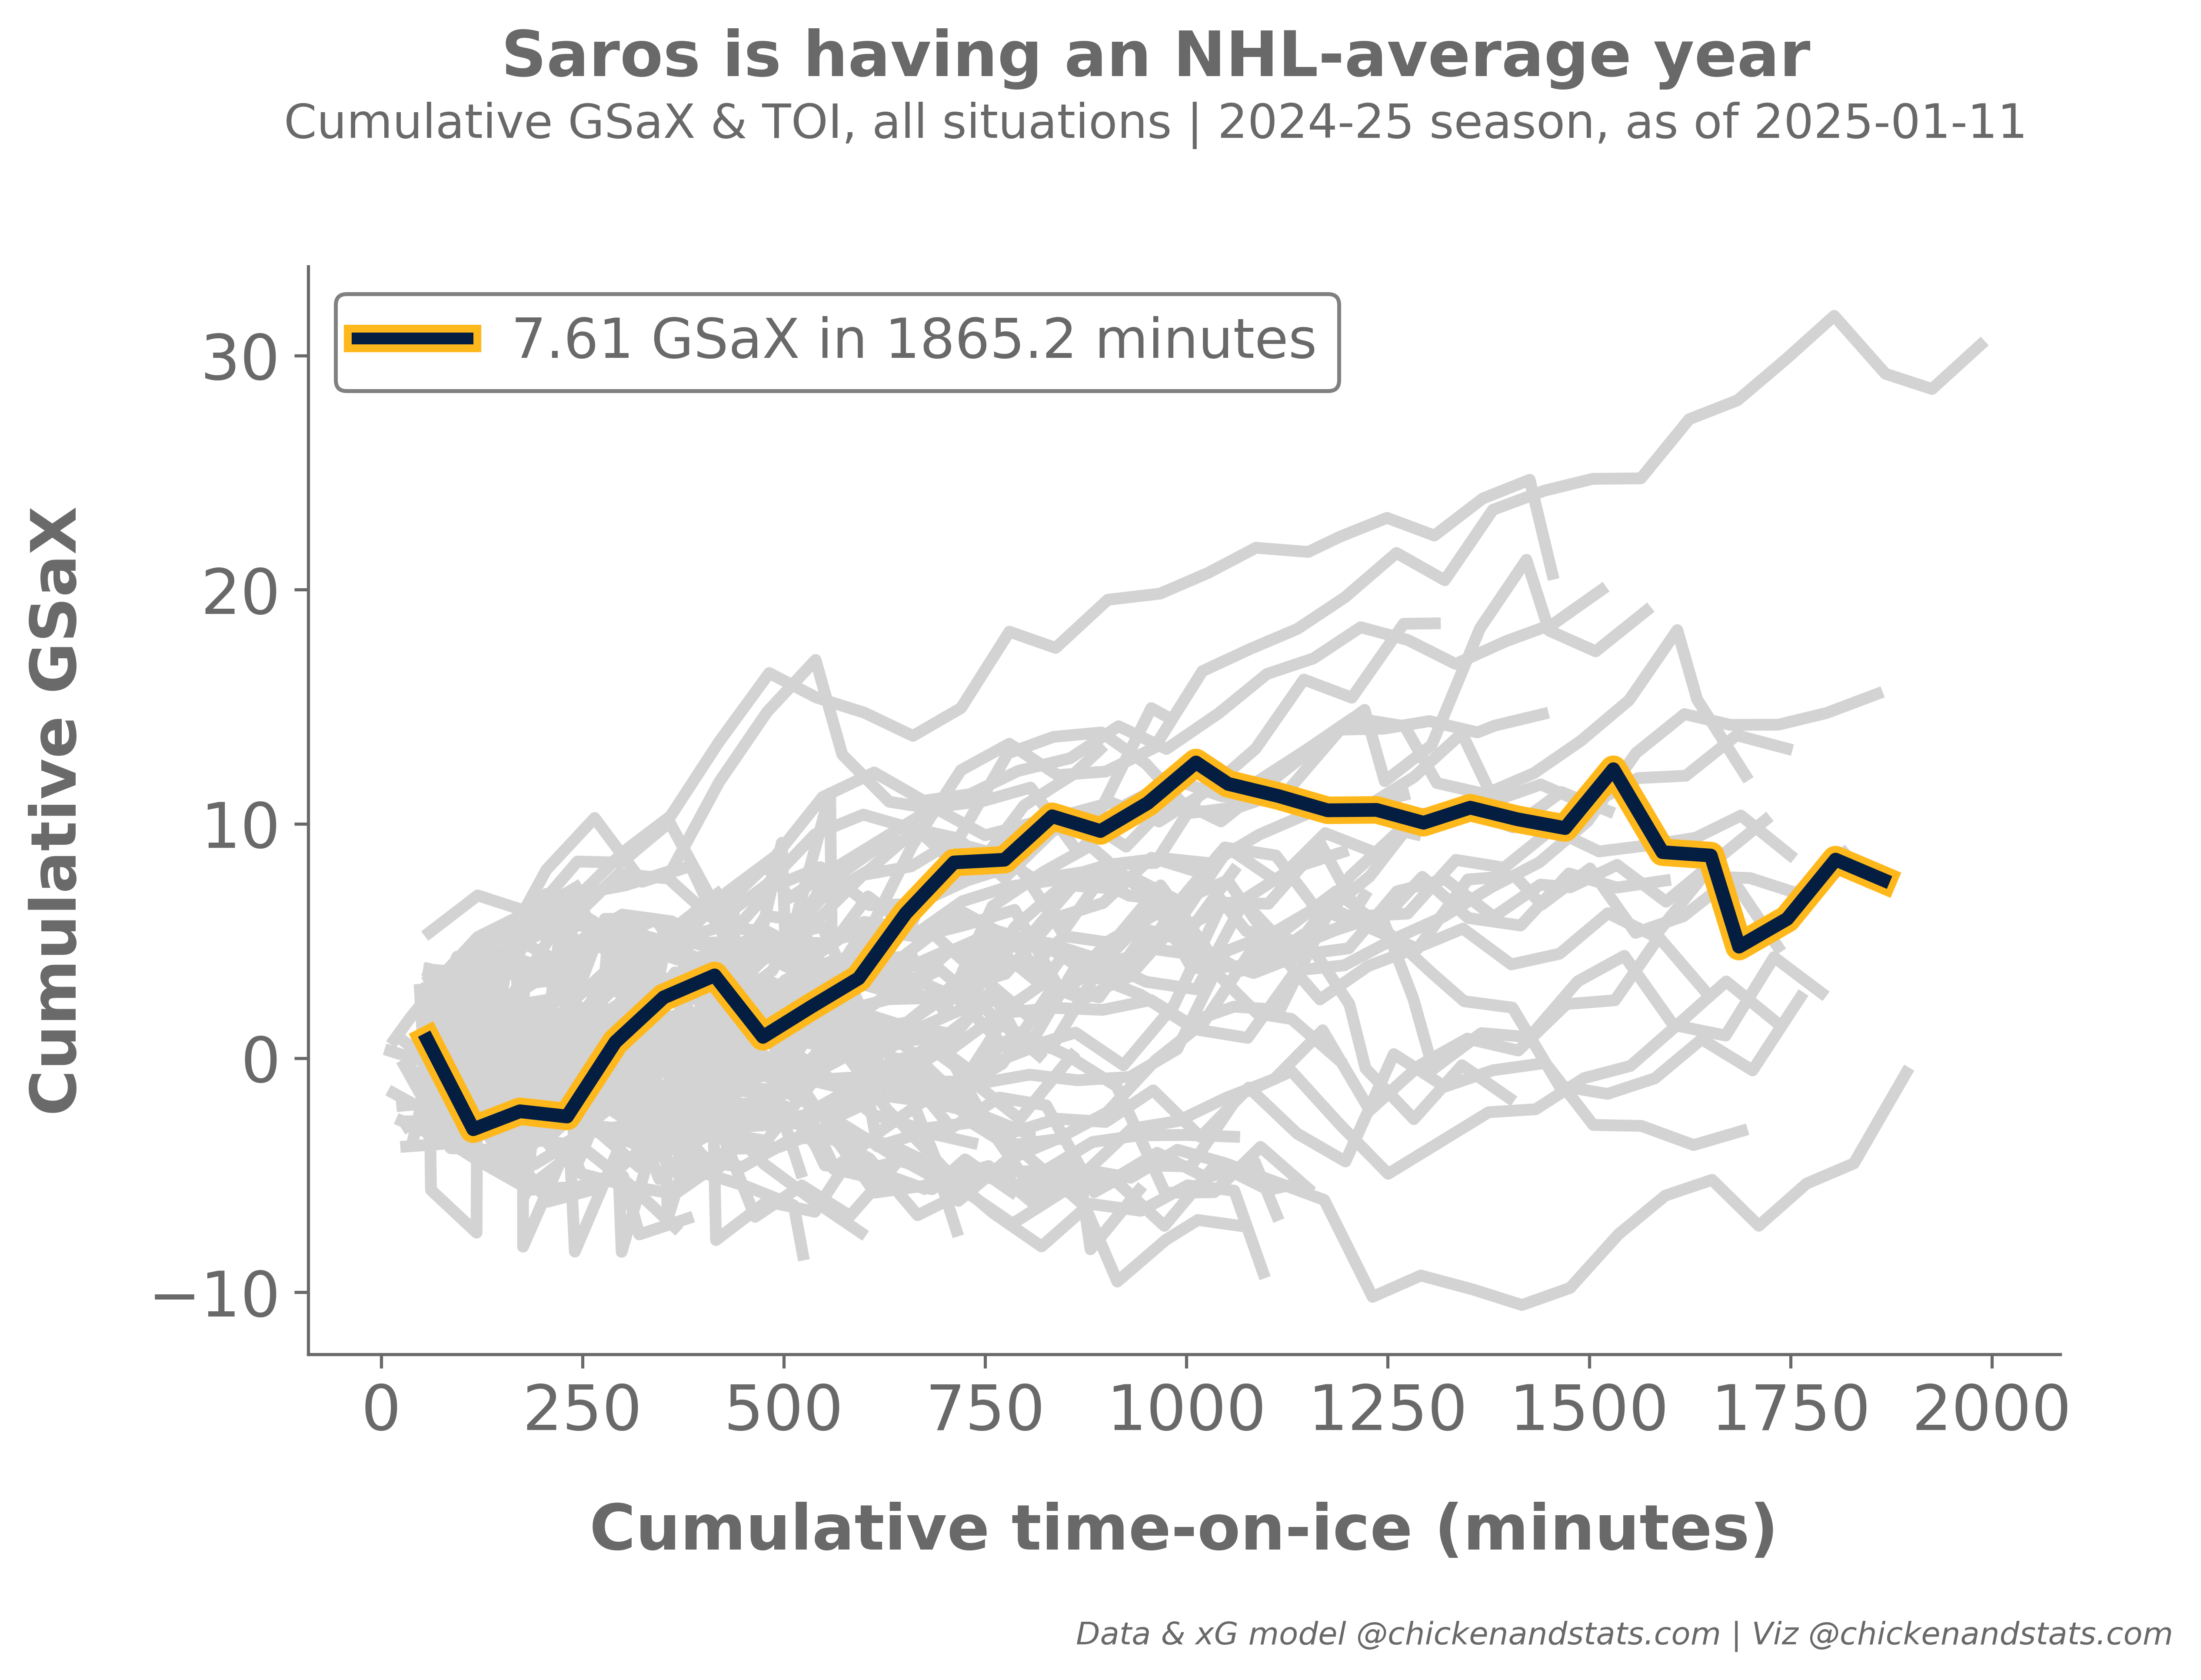 Saros is having an NHL-average year
Cumulative GSaX & TOI, all situations | 2024-25 season, as of 2025-01-11
7.61 GSaX in 1865.2 minutes
Cumulative GSaX
30
20
10
0
−10
0 250 500 750 1000 1250 1500 1750 2000
Cumulative time-on-ice (minutes)
Data & xG model @chickenandstats.com | Viz @chickenandstats.com